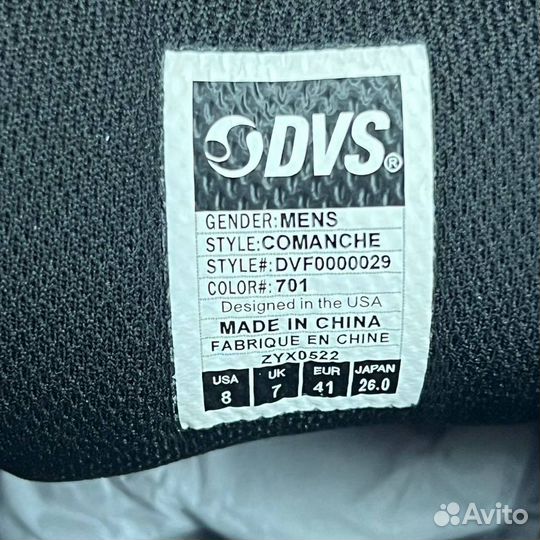 DVS®
GENDER:MENS
STYLE:COMANCHE
STYLE#:DVF0000029
COLOR#:701
Designed in the USA
MADE IN CHINA
FABRIQUE EN CHINE
ZYX0522
USA UK EUR JAPAN
8 7 41 26.0
Avito